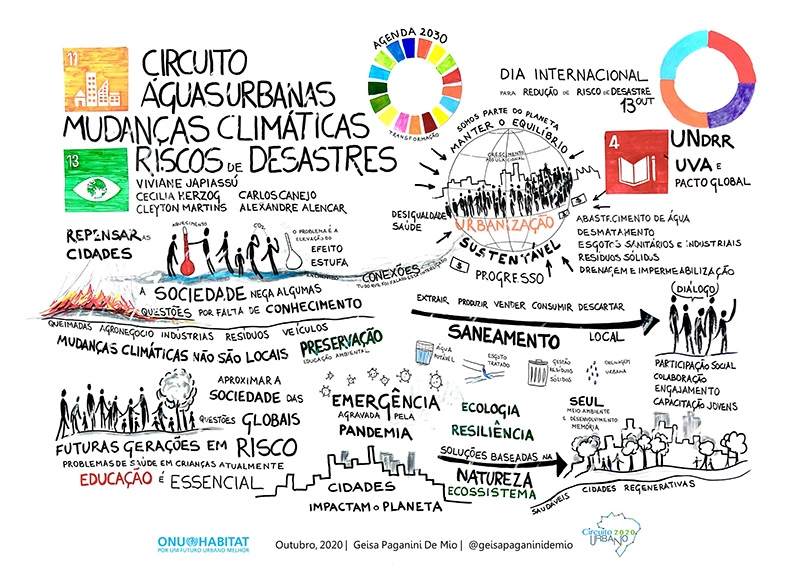 11
CIRCUITO
ÁGUAS URBANAS
MUDANÇAS CLIMÁTICAS
RISCOS DE DESASTRES
13
VIVIANE JAPIASSÚ
CECILIA HERZOG
CARLOS CANEJO
CLEYTON MARTINS
ALEXANDRE ALENCAR
AGENDA 2030
TRANSFORMAÇÃO
DIA INTERNACIONAL
PARA REDUÇÃO DE RISCO DE DESASTRE
13 OUT
SOMOS PARTE DO PLANETA
MANTER O EQUILÍBRIO
CRESCIMENTO
POPULACIONAL
4
UNDRR
UVA E
PACTO GLOBAL
DESIGUALDADE
SAÚDE
URBANIZAÇÃO
SUSTENTÁVEL
$
$
$
PROGRESSO
ABASTECIMENTO DE ÁGUA
DESMATAMENTO
ESGOTOS SANITÁRIOS E INDUSTRIAIS
RESÍDUOS SÓLIDOS
DRENAGEM E IMPERMEABILIZAÇÃO
REPENSAR AS
CIDADES
AQUECIMENTO
CO2
O PROBLEMA É A
ELEVAÇÃO DO
EFEITO
ESTUFA
CONEXÕES
A SOCIEDADE NEGA ALGUMAS
QUESTÕES POR FALTA DE CONHECIMENTO
QUEIMADAS AGRONEGÓCIO INDÚSTRIAS RESÍDUOS VEÍCULOS
MUDANÇAS CLIMÁTICAS NÃO SÃO LOCAIS
PRESERVAÇÃO
EDUCAÇÃO AMBIENTAL
EXTRAIR PRODUZIR VENDER CONSUMIR DESCARTAR
SANEAMENTO
LOCAL
ÁGUA
POTÁVEL
ESGOTO
TRATADO
GESTÃO
RESÍDUOS
SÓLIDOS
DRENAGEM
URBANA
DIÁLOGO
PARTICIPAÇÃO SOCIAL
COLABORAÇÃO
ENGAJAMENTO
CAPACITAÇÃO JOVENS
APROXIMAR A
SOCIEDADE DAS
QUESTÕES GLOBAIS
FUTURAS GERAÇÕES EM RISCO
PROBLEMAS DE SAÚDE EM CRIANÇAS ATUALMENTE
EDUCAÇÃO É ESSENCIAL
EMERGÊNCIA
AGRAVADA PELA
PANDEMIA
CIDADES
IMPACTAM O PLANETA
ECOLOGIA
RESILIÊNCIA
SOLUÇÕES BASEADAS NA
NATUREZA
ECOSSISTEMA
SEUL
MEIO AMBIENTE
E DESENVOLVIMENTO
MEMÓRIA
SAUDÁVEIS CIDADES REGENERATIVAS
ONU HABITAT
POR UM FUTURO URBANO MELHOR
Outubro, 2020 | Geisa Paganini De Mio | @geisapaganinidemio
Circuito 2020
URBANO